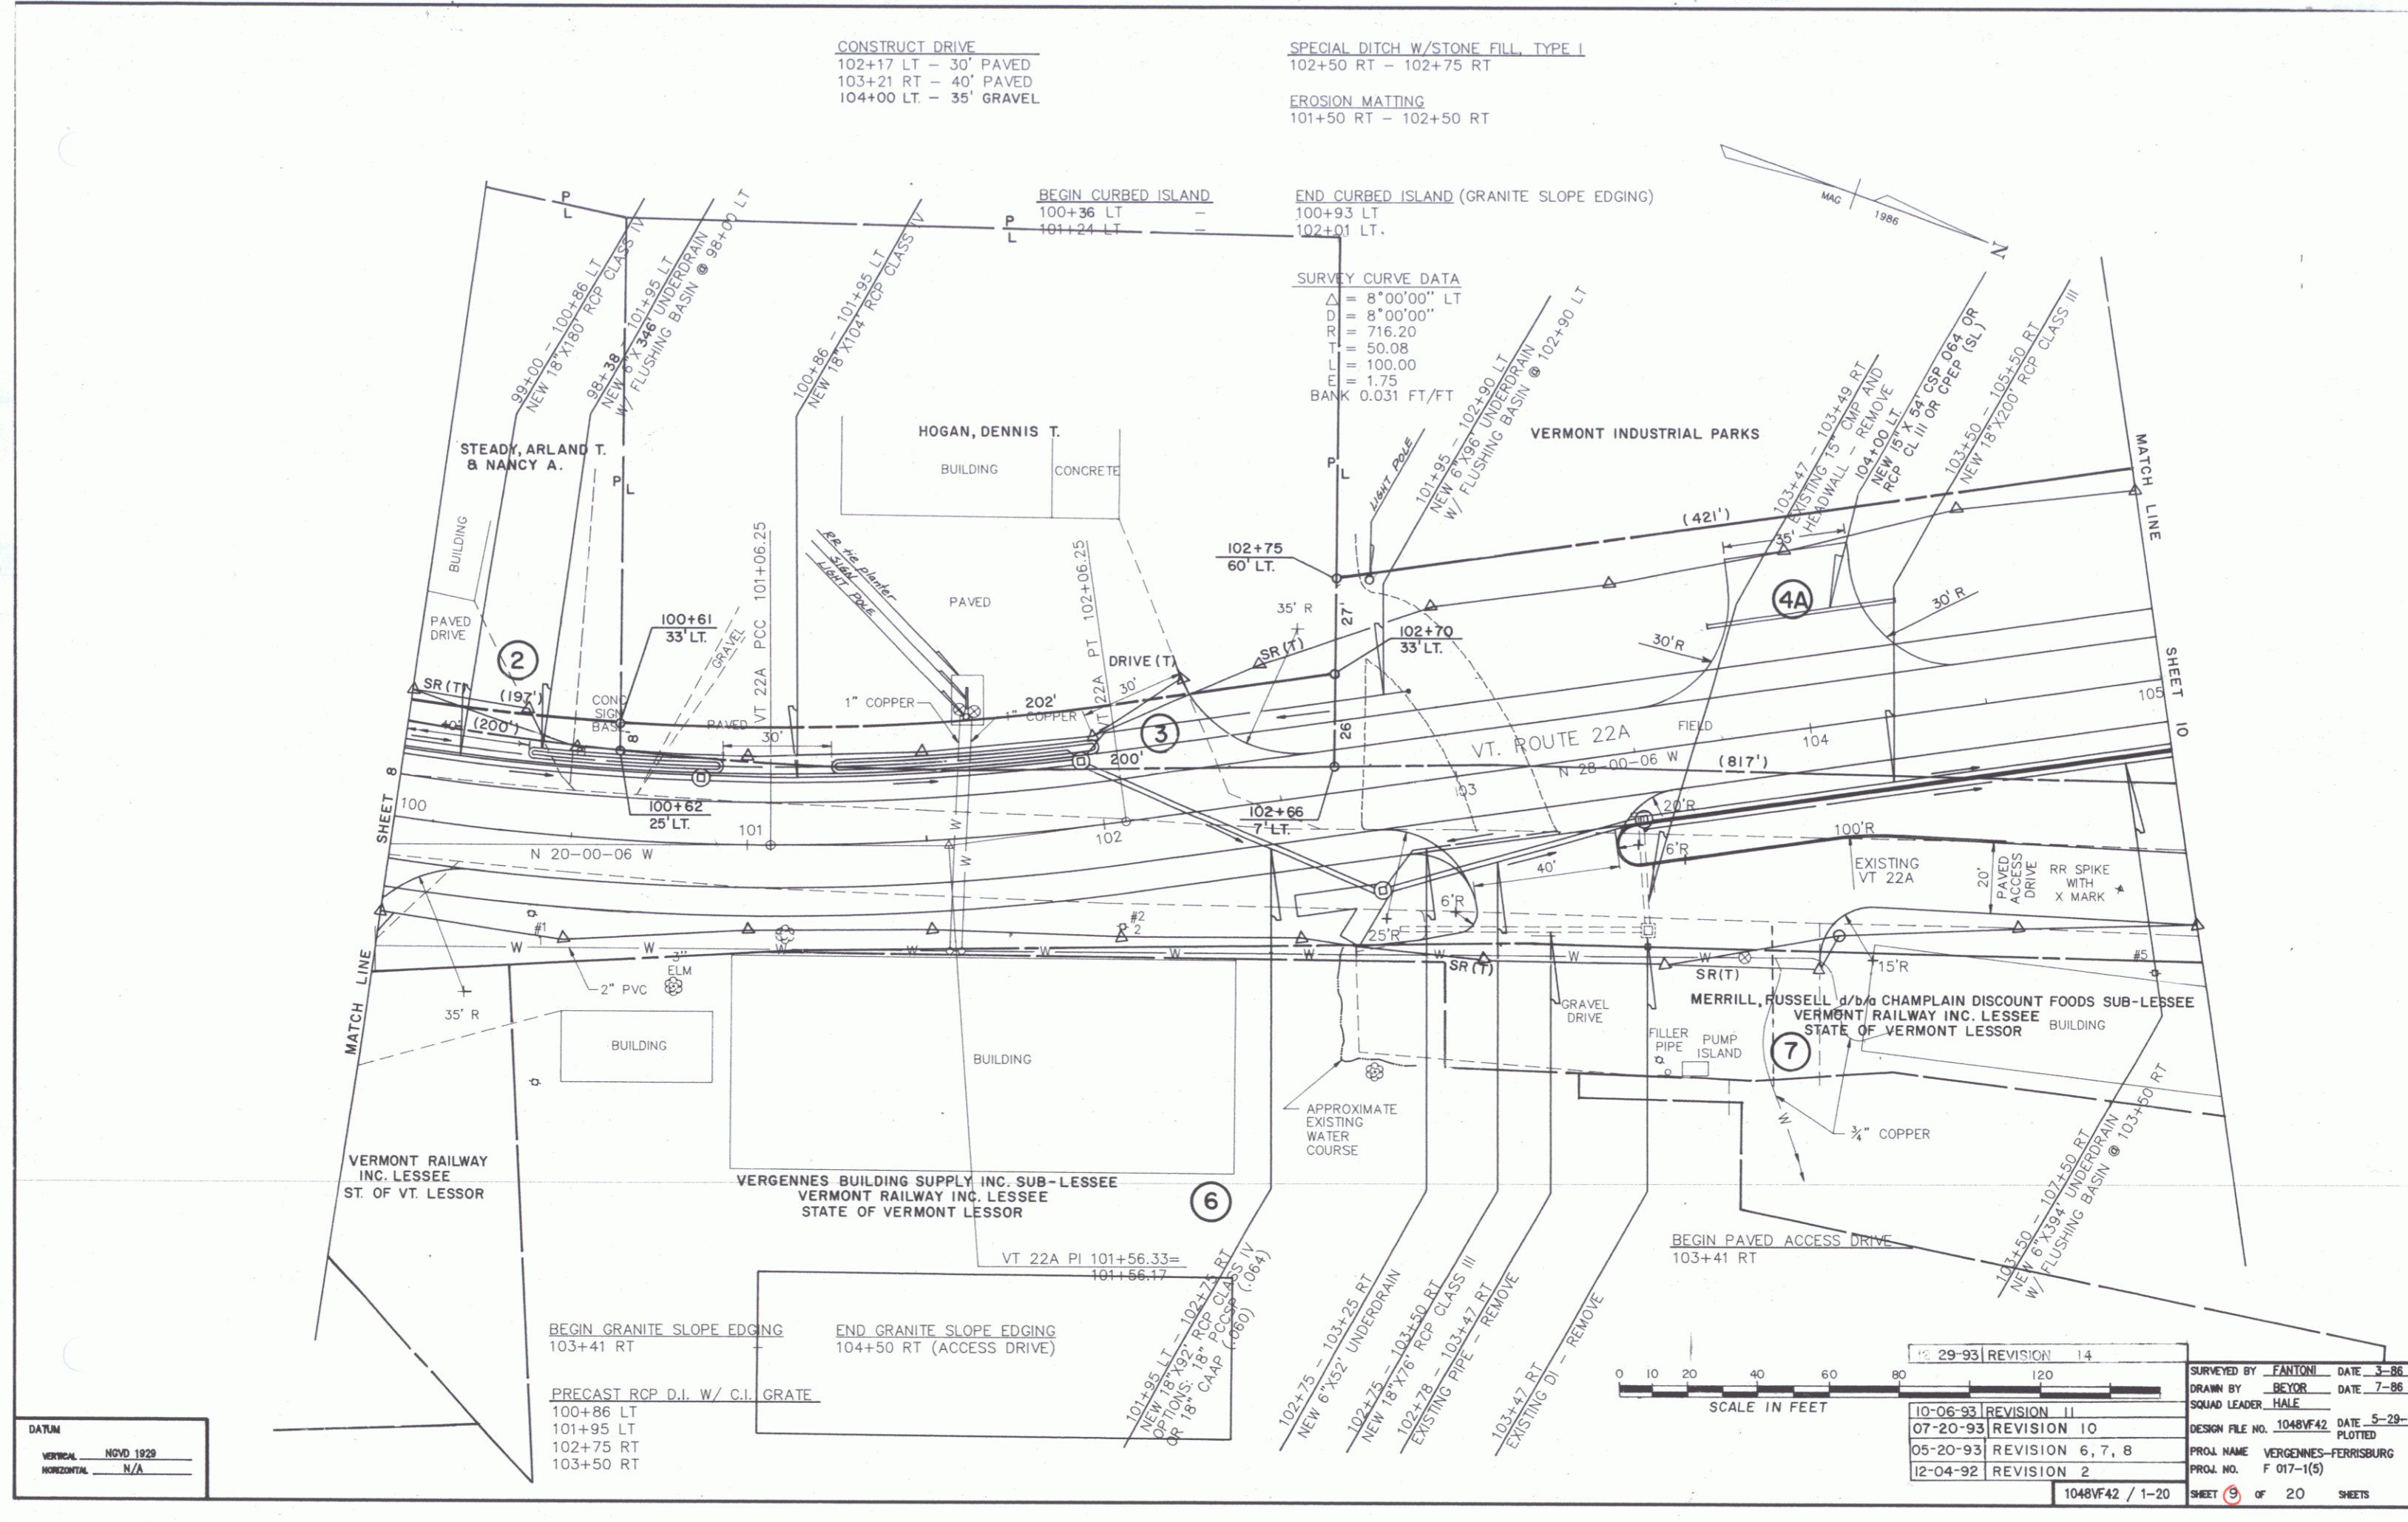 CONSTRUCT DRIVE
102+17 LT – 30' PAVED
103+21 RT – 40' PAVED
104+00 LT. – 35' GRAVEL
SPECIAL DITCH W/STONE FILL, TYPE I
102+50 RT – 102+75 RT
EROSION MATTING
101+50 RT – 102+50 RT
BEGIN CURBED ISLAND
100+36 LT –
101+24 LT –
END CURBED ISLAND (GRANITE SLOPE EDGING)
100+93 LT
102+01 LT.
MAG 1986
N
SURVEY CURVE DATA
△ = 8°00'00" LT
D = 8°00'00"
R = 716.20
T = 50.08
L = 100.00
E = 1.75
BANK 0.031 FT/FT
P L
P L
P L
P L
99+00 – 100+86 LT
NEW 18"X180' RCP CLASS IV
98+38 – 101+95 LT
NEW 6"X 346' UNDERDRAIN
W/ FLUSHING BASIN @ 98+00 LT
100+86 – 101+95 LT
NEW 18"X104' RCP CLASS IV
LIGHT POLE
101+95 – 102+90 LT
NEW 6"X96' UNDERDRAIN
W/ FLUSHING BASIN @ 102+90 LT
103+47 – 103+49 RT
EXISTING 15" CMP AND
HEADWALL – REMOVE
104+00 LT.
NEW 15" X 54' CSP .064 OR
RCP CL III OR CPEP (SL)
103+50 – 105+50 RT
NEW 18"X200' RCP CLASS III
STEADY, ARLAND T.
& NANCY A.
HOGAN, DENNIS T.
BUILDING
CONCRETE
VERMONT INDUSTRIAL PARKS
MATCH LINE
SHEET 10
BUILDING
PAVED
DRIVE
2
100+61
33' LT.
GRAVEL
VT 22A PCC 101+06.25
RR tie planter
SIGN
LIGHT POLE
PAVED
VT 22A PT 102+06.25
102+75
60' LT.
(421')
35'
4A
30'R
30'R
35' R
27'
102+70
33' LT.
SR(T)
DRIVE (T)
30'
SR(T)
(197')
(200')
40'
CONC
SIGN
BASE
8'
PAVED
30'
1" COPPER
202'
1" COPPER
3
200'
26'
VT. ROUTE 22A
FIELD
104
105
N 28-00-06 W
(817')
103
SHEET 8
100
100+62
25' LT.
101
102
102+66
7' LT.
N 20-00-06 W
W
W
20'R
100'R
6'R
40'
EXISTING
VT 22A
20'
PAVED
ACCESS
DRIVE
RR SPIKE
WITH
X MARK
6'R
25'R
#1
#2
W W W W W W W W W W
3"
ELM
2" PVC
SR(T)
SR(T)
15'R
#5
MATCH LINE
35' R
GRAVEL
DRIVE
MERRILL, RUSSELL d/b/a CHAMPLAIN DISCOUNT FOODS SUB-LESSEE
VERMONT RAILWAY INC. LESSEE
STATE OF VERMONT LESSOR
BUILDING
FILLER
PIPE
PUMP
ISLAND
7
BUILDING
BUILDING
APPROXIMATE
EXISTING
WATER
COURSE
W
3/4" COPPER
VERMONT RAILWAY
INC. LESSEE
ST. OF VT. LESSOR
VERGENNES BUILDING SUPPLY INC. SUB-LESSEE
VERMONT RAILWAY INC. LESSEE
STATE OF VERMONT LESSOR
6
VT 22A PI 101+56.33=
101+56.17
101+95 LT – 102+75 RT
NEW 18"X92' RCP CLASS IV
OPTIONS: 18" PCCSP (.064)
OR 18" CAAP (.060)
102+75 – 103+25 RT
NEW 6"X52' UNDERDRAIN
102+75 – 103+50 RT
NEW 18"X76' RCP CLASS III
102+78 – 103+47 RT
EXISTING PIPE – REMOVE
103+47 RT
EXISTING DI – REMOVE
BEGIN PAVED ACCESS DRIVE
103+41 RT
103+50 – 107+50 RT
NEW 6"X394' UNDERDRAIN
W/ FLUSHING BASIN @ 103+50 RT
BEGIN GRANITE SLOPE EDGING
103+41 RT
END GRANITE SLOPE EDGING
104+50 RT (ACCESS DRIVE)
PRECAST RCP D.I. W/ C.I. GRATE
100+86 LT
101+95 LT
102+75 RT
103+50 RT
DATUM
VERTICAL NGVD 1929
HORIZONTAL N/A
0 10 20 40 60 80 120
SCALE IN FEET
12 29-93 REVISION 14
10-06-93 REVISION 11
07-20-93 REVISION 10
05-20-93 REVISION 6, 7, 8
12-04-92 REVISION 2
1048VF42 / 1-20
SURVEYED BY FANTONI DATE 3-86
DRAWN BY BEYOR DATE 7-86
SQUAD LEADER HALE
DESIGN FILE NO. 1048VF42 DATE 5-29-
PLOTTED
PROJ. NAME VERGENNES-FERRISBURG
PROJ. NO. F 017-1(5)
SHEET 9 OF 20 SHEETS